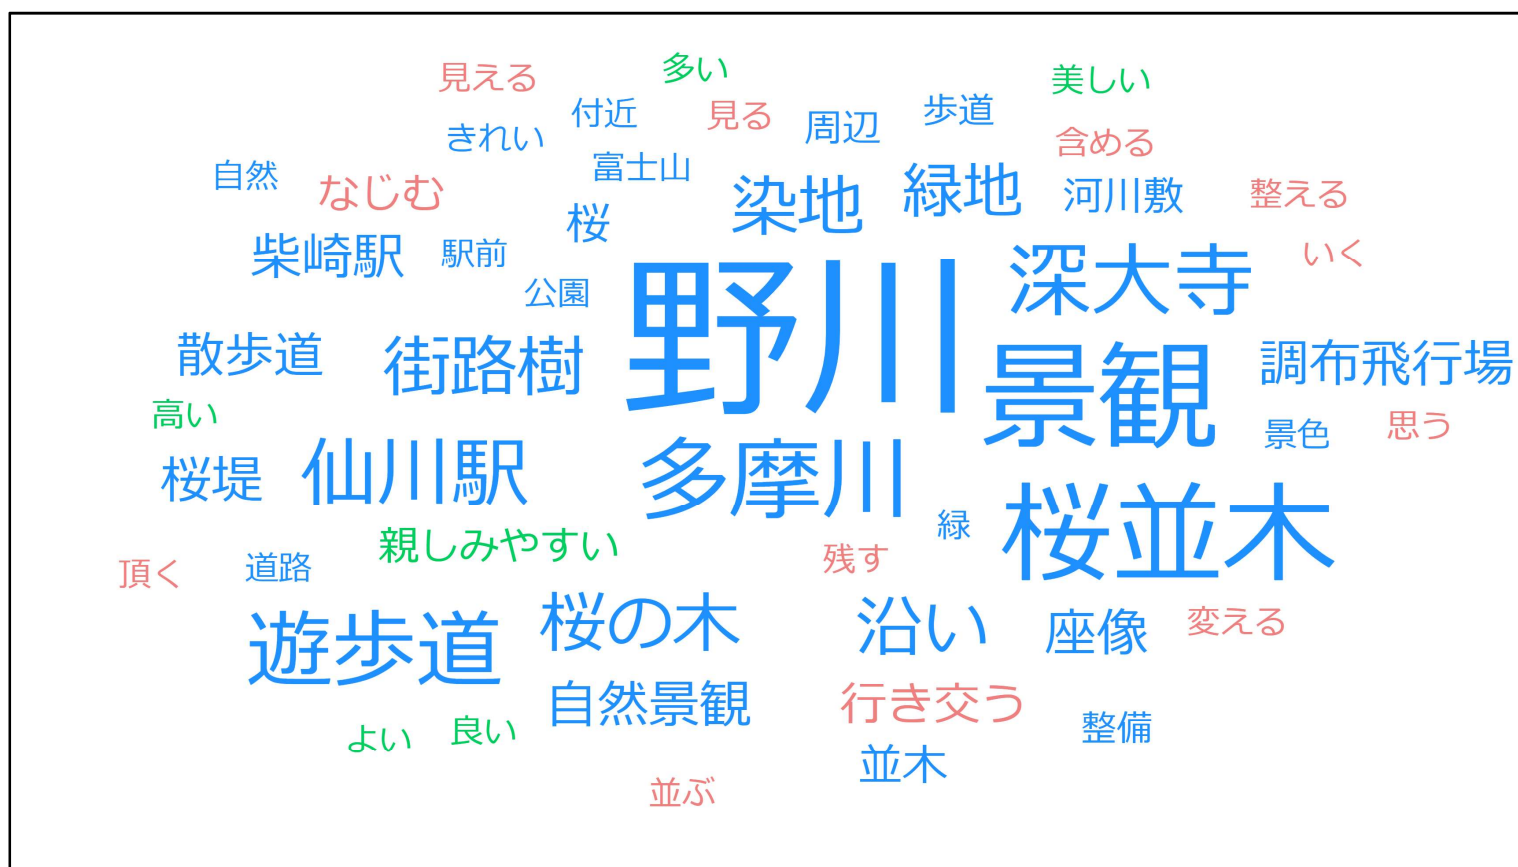 見える
多い
美しい
付近
見る
周辺
歩道
きれい
含める
自然
なじむ
富士山
染地
緑地
河川敷
整える
桜
柴崎駅
駅前
いく
公園
野川
深大寺
散歩道
街路樹
景観
調布飛行場
高い
思う
景色
桜堤
仙川駅
多摩川
桜並木
緑
親しみやすい
残す
頂く
道路
遊歩道
桜の木
沿い
座像
変える
自然景観
行き交う
よい
良い
整備
並木
並ぶ